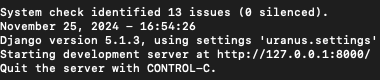 System check identified 13 issues (0 silenced).
November 25, 2024 - 16:54:26
Django version 5.1.3, using settings 'uranus.settings'
Starting development server at http://127.0.0.1:8000/
Quit the server with CONTROL-C.